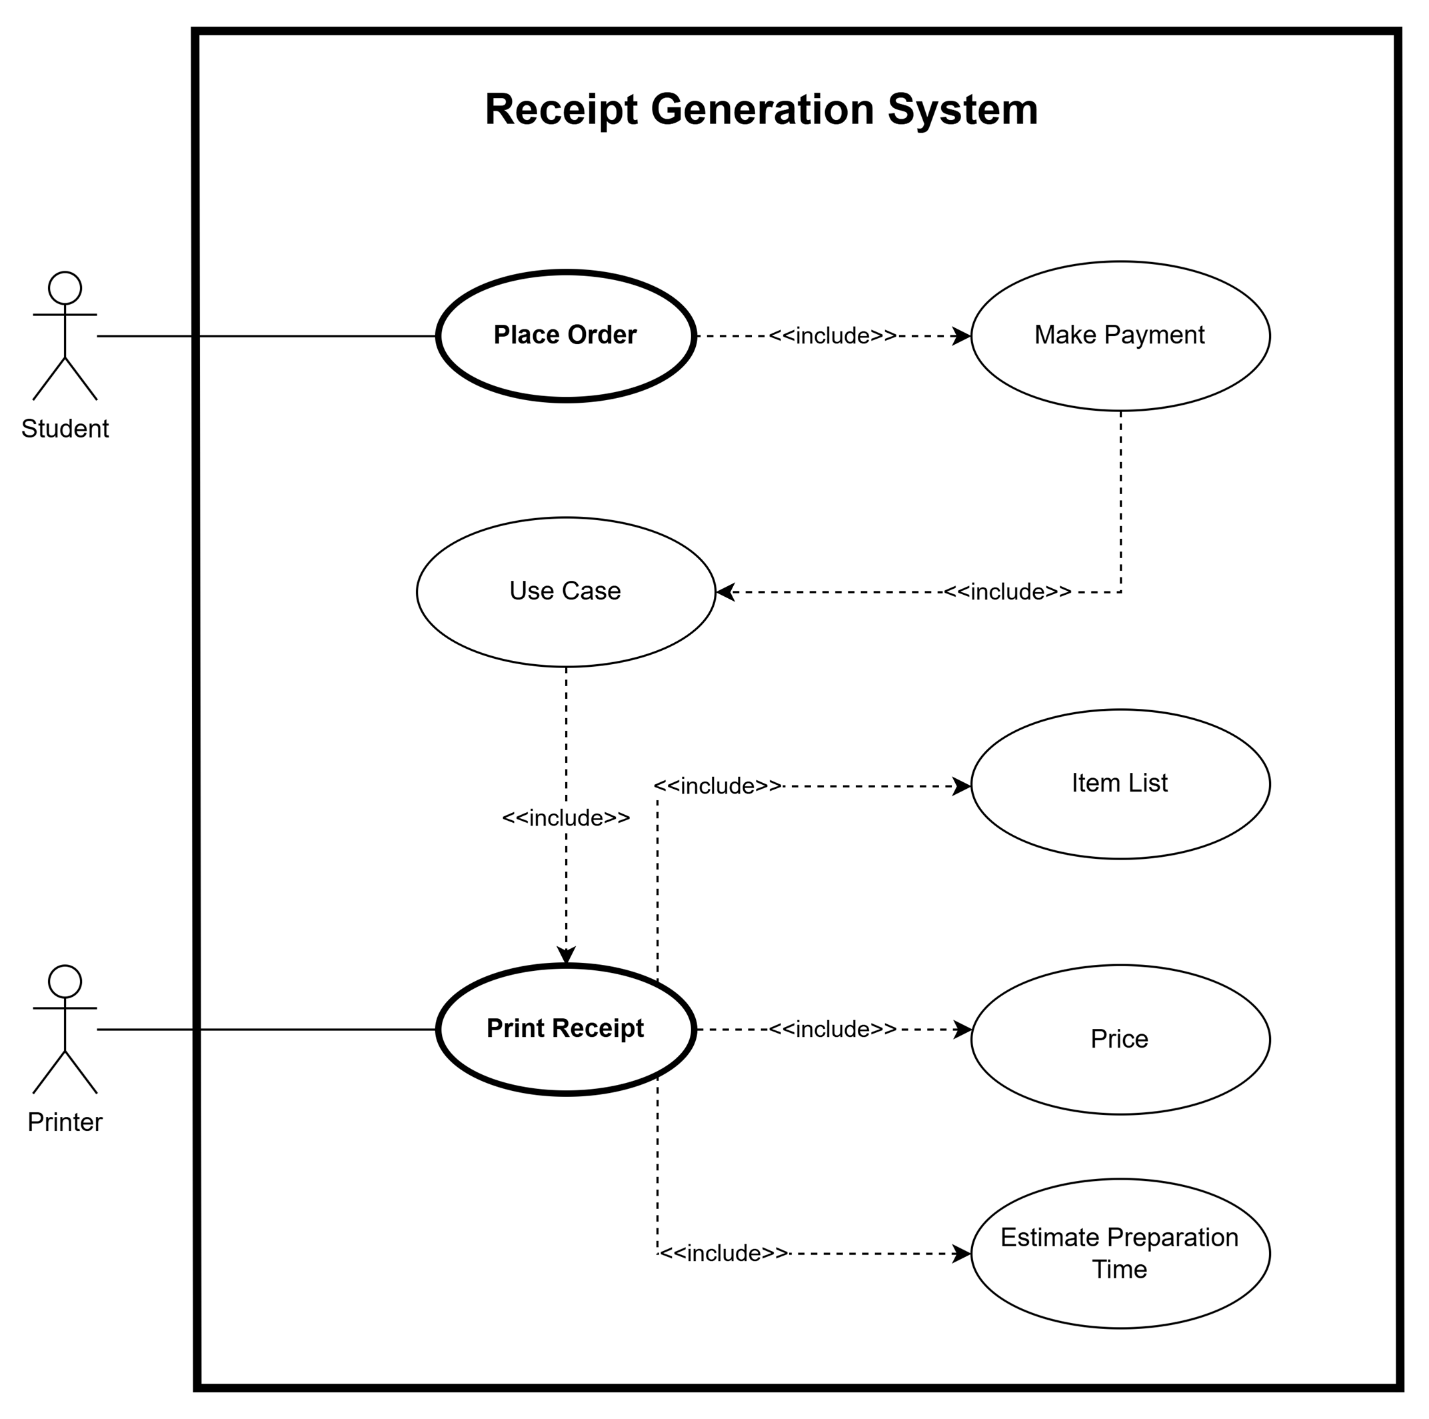 Receipt Generation System
Student
Place Order
<<include>>
Make Payment
Use Case
<<include>>
<<include>>
<<include>>
Item List
Printer
Print Receipt
<<include>>
Price
<<include>>
Estimate Preparation
Time